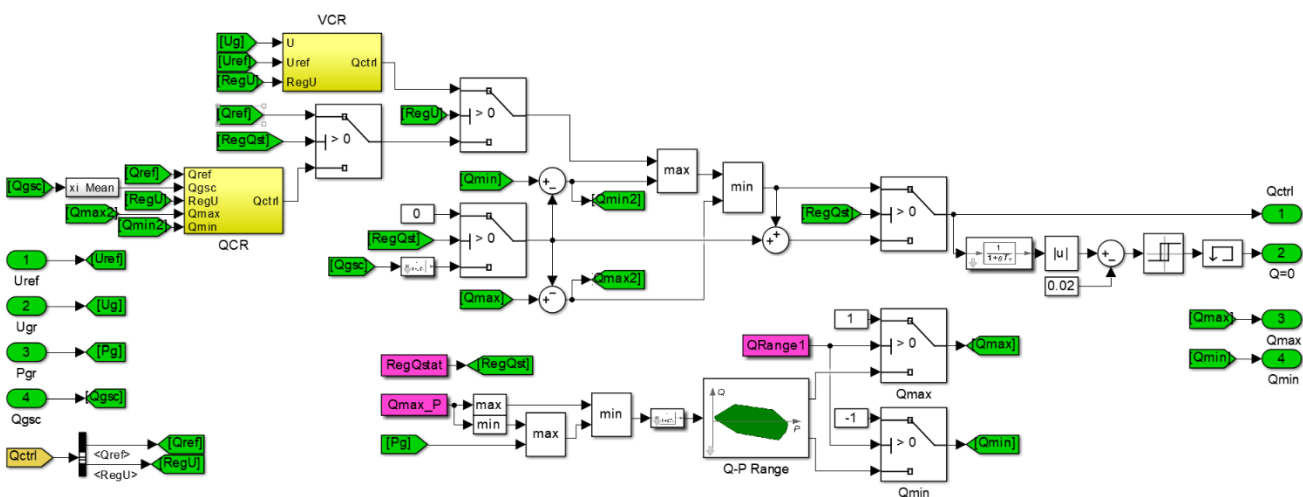 VCR
[Ug]
U
[Uref]
Uref
Qctrl
[RegU]
RegU
[Qref]
[RegQst]
> 0
[RegU]
> 0
[Qgsc]
xi Mean
[Qref]
Qref
Qgsc
[RegU]
RegU
Qctrl
[Qmax2]
Qmax
[Qmin2]
Qmin
QCR
[Qmin]
[Qmin2]
max
min
0
[RegQst]
> 0
[Qgsc]
[Qmax]
[Qmax2]
[RegQst]
> 0
Qctrl
1
1
|u|
0.02
2
Q=0
[Qmax]
3
Qmax
[Qmin]
4
Qmin
1
[Uref]
Uref
2
[Ug]
Ugr
3
[Pg]
Pgr
4
[Qgsc]
Qgsc
Qctrl
[Qref]
<Qref>
[RegU]
<RegU>
RegQstat
[RegQst]
Qmax_P
max
min
[Pg]
max
min
Q
P
Q-P Range
QRange1
1
> 0
[Qmax]
Qmax
-1
> 0
[Qmin]
Qmin